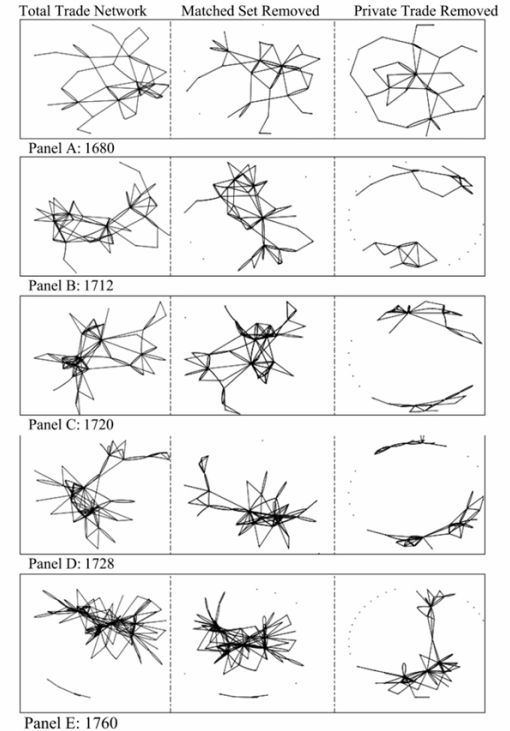 Total Trade Network Matched Set Removed Private Trade Removed
Panel A: 1680
Panel B: 1712
Panel C: 1720
Panel D: 1728
Panel E: 1760